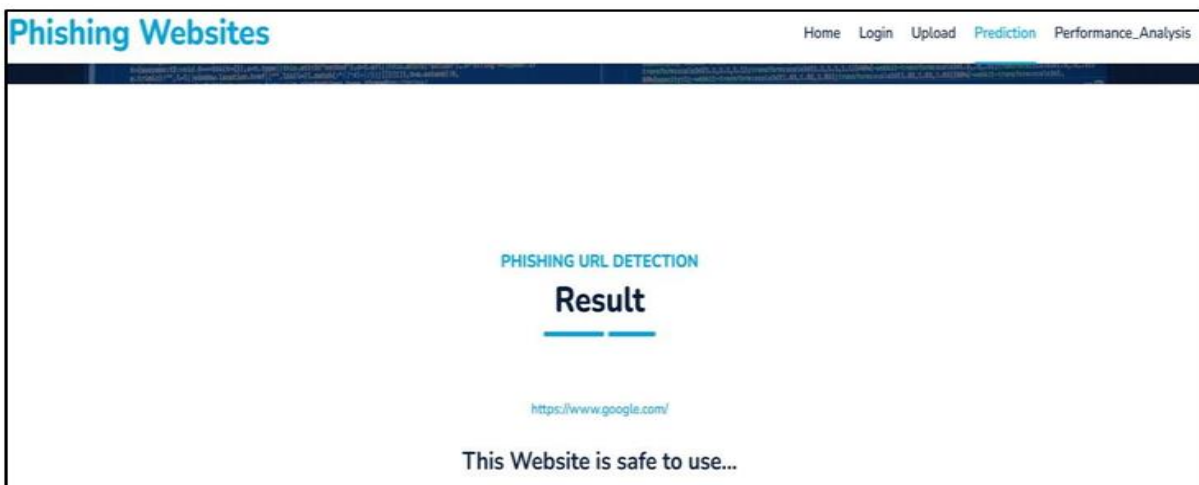 Phishing Websites
Home Login Upload Prediction Performance_Analysis
PHISHING URL DETECTION
Result
https://www.google.com/
This Website is safe to use...